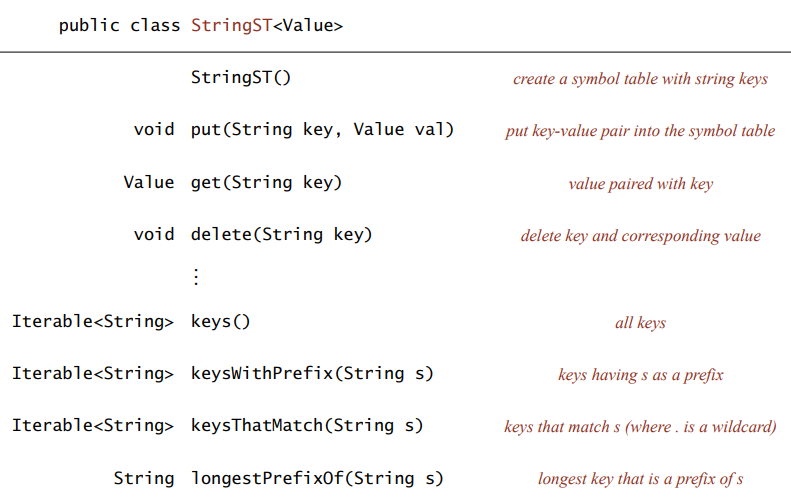 public class StringST<Value>
StringST() create a symbol table with string keys
void put(String key, Value val) put key-value pair into the symbol table
Value get(String key) value paired with key
void delete(String key) delete key and corresponding value
⋮
Iterable<String> keys() all keys
Iterable<String> keysWithPrefix(String s) keys having s as a prefix
Iterable<String> keysThatMatch(String s) keys that match s (where . is a wildcard)
String longestPrefixOf(String s) longest key that is a prefix of s